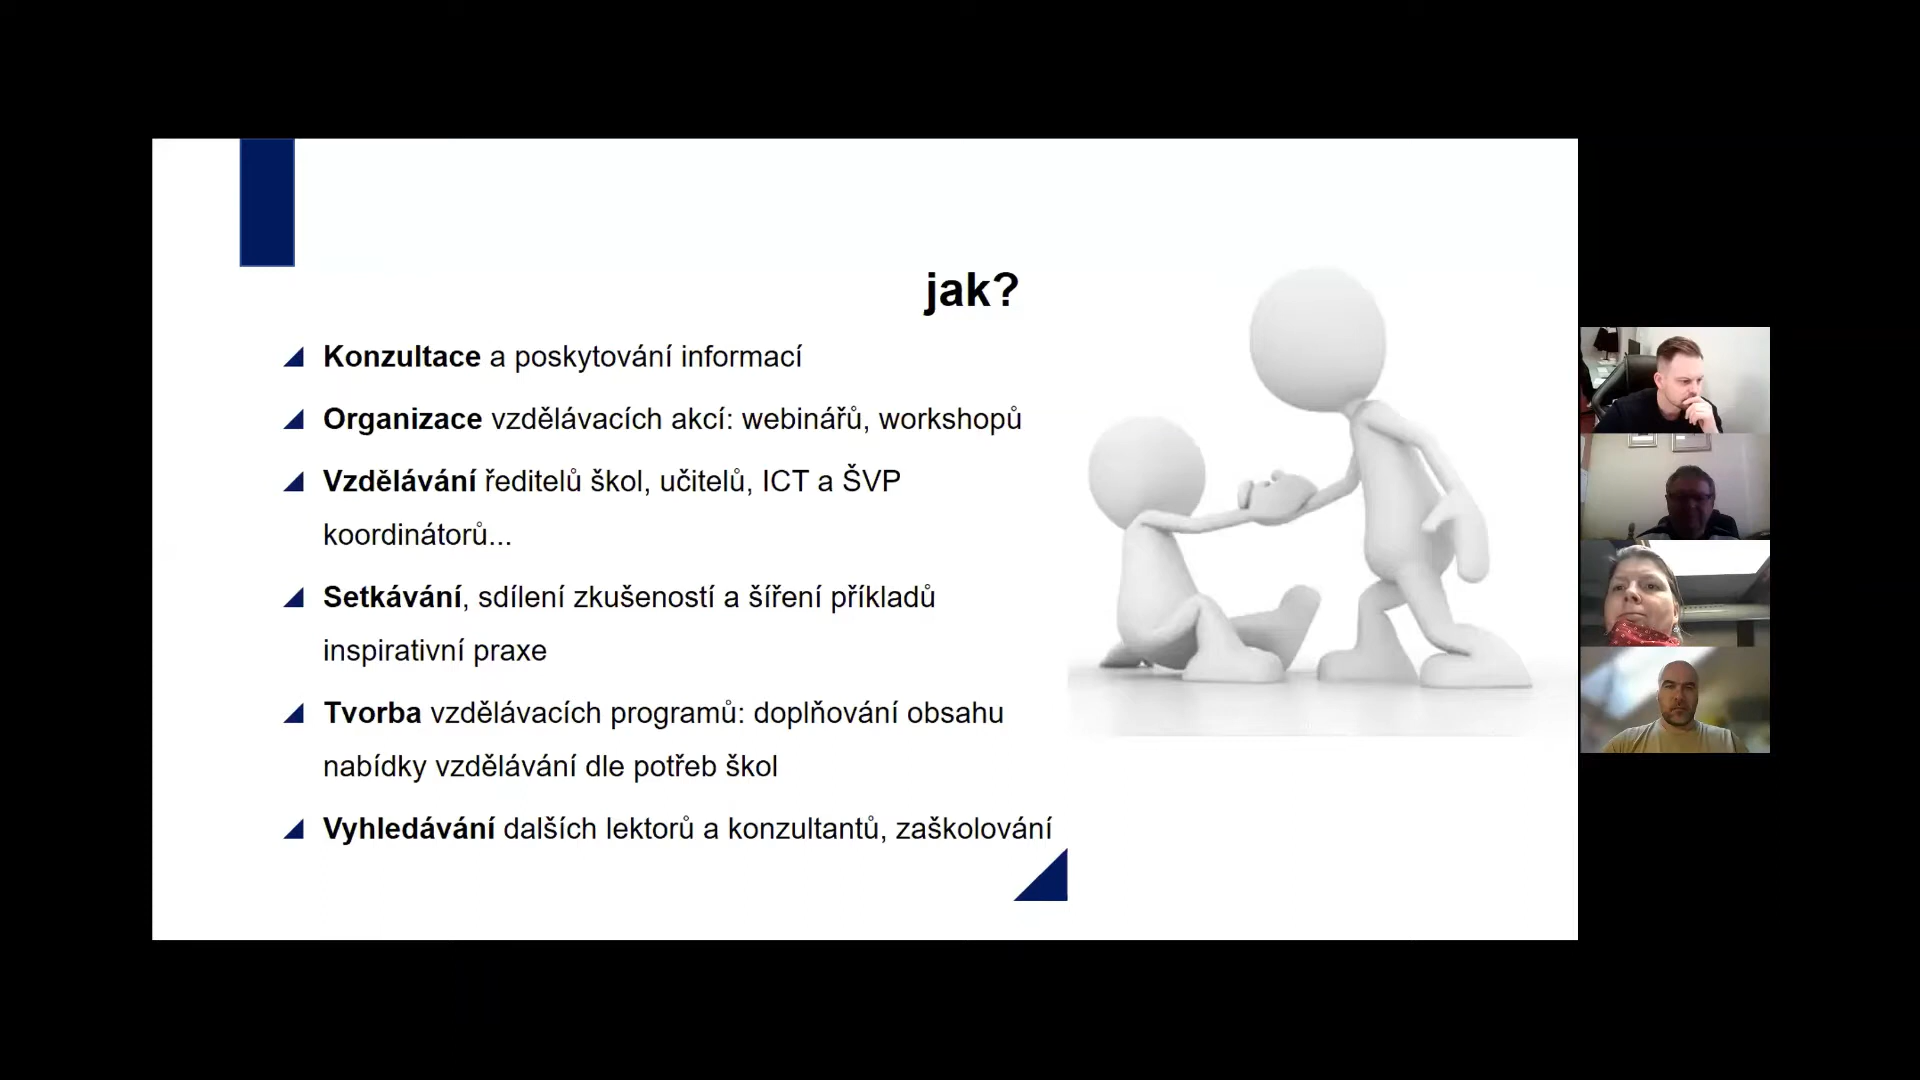 jak?
Konzultace a poskytování informací
Organizace vzdělávacích akcí: webinářů, workshopů
Vzdělávání ředitelů škol, učitelů, ICT a ŠVP
koordinátorů...
Setkávání, sdílení zkušeností a šíření příkladů
inspirativní praxe
Tvorba vzdělávacích programů: doplňování obsahu
nabídky vzdělávání dle potřeb škol
Vyhledávání dalších lektorů a konzultantů, zaškolování